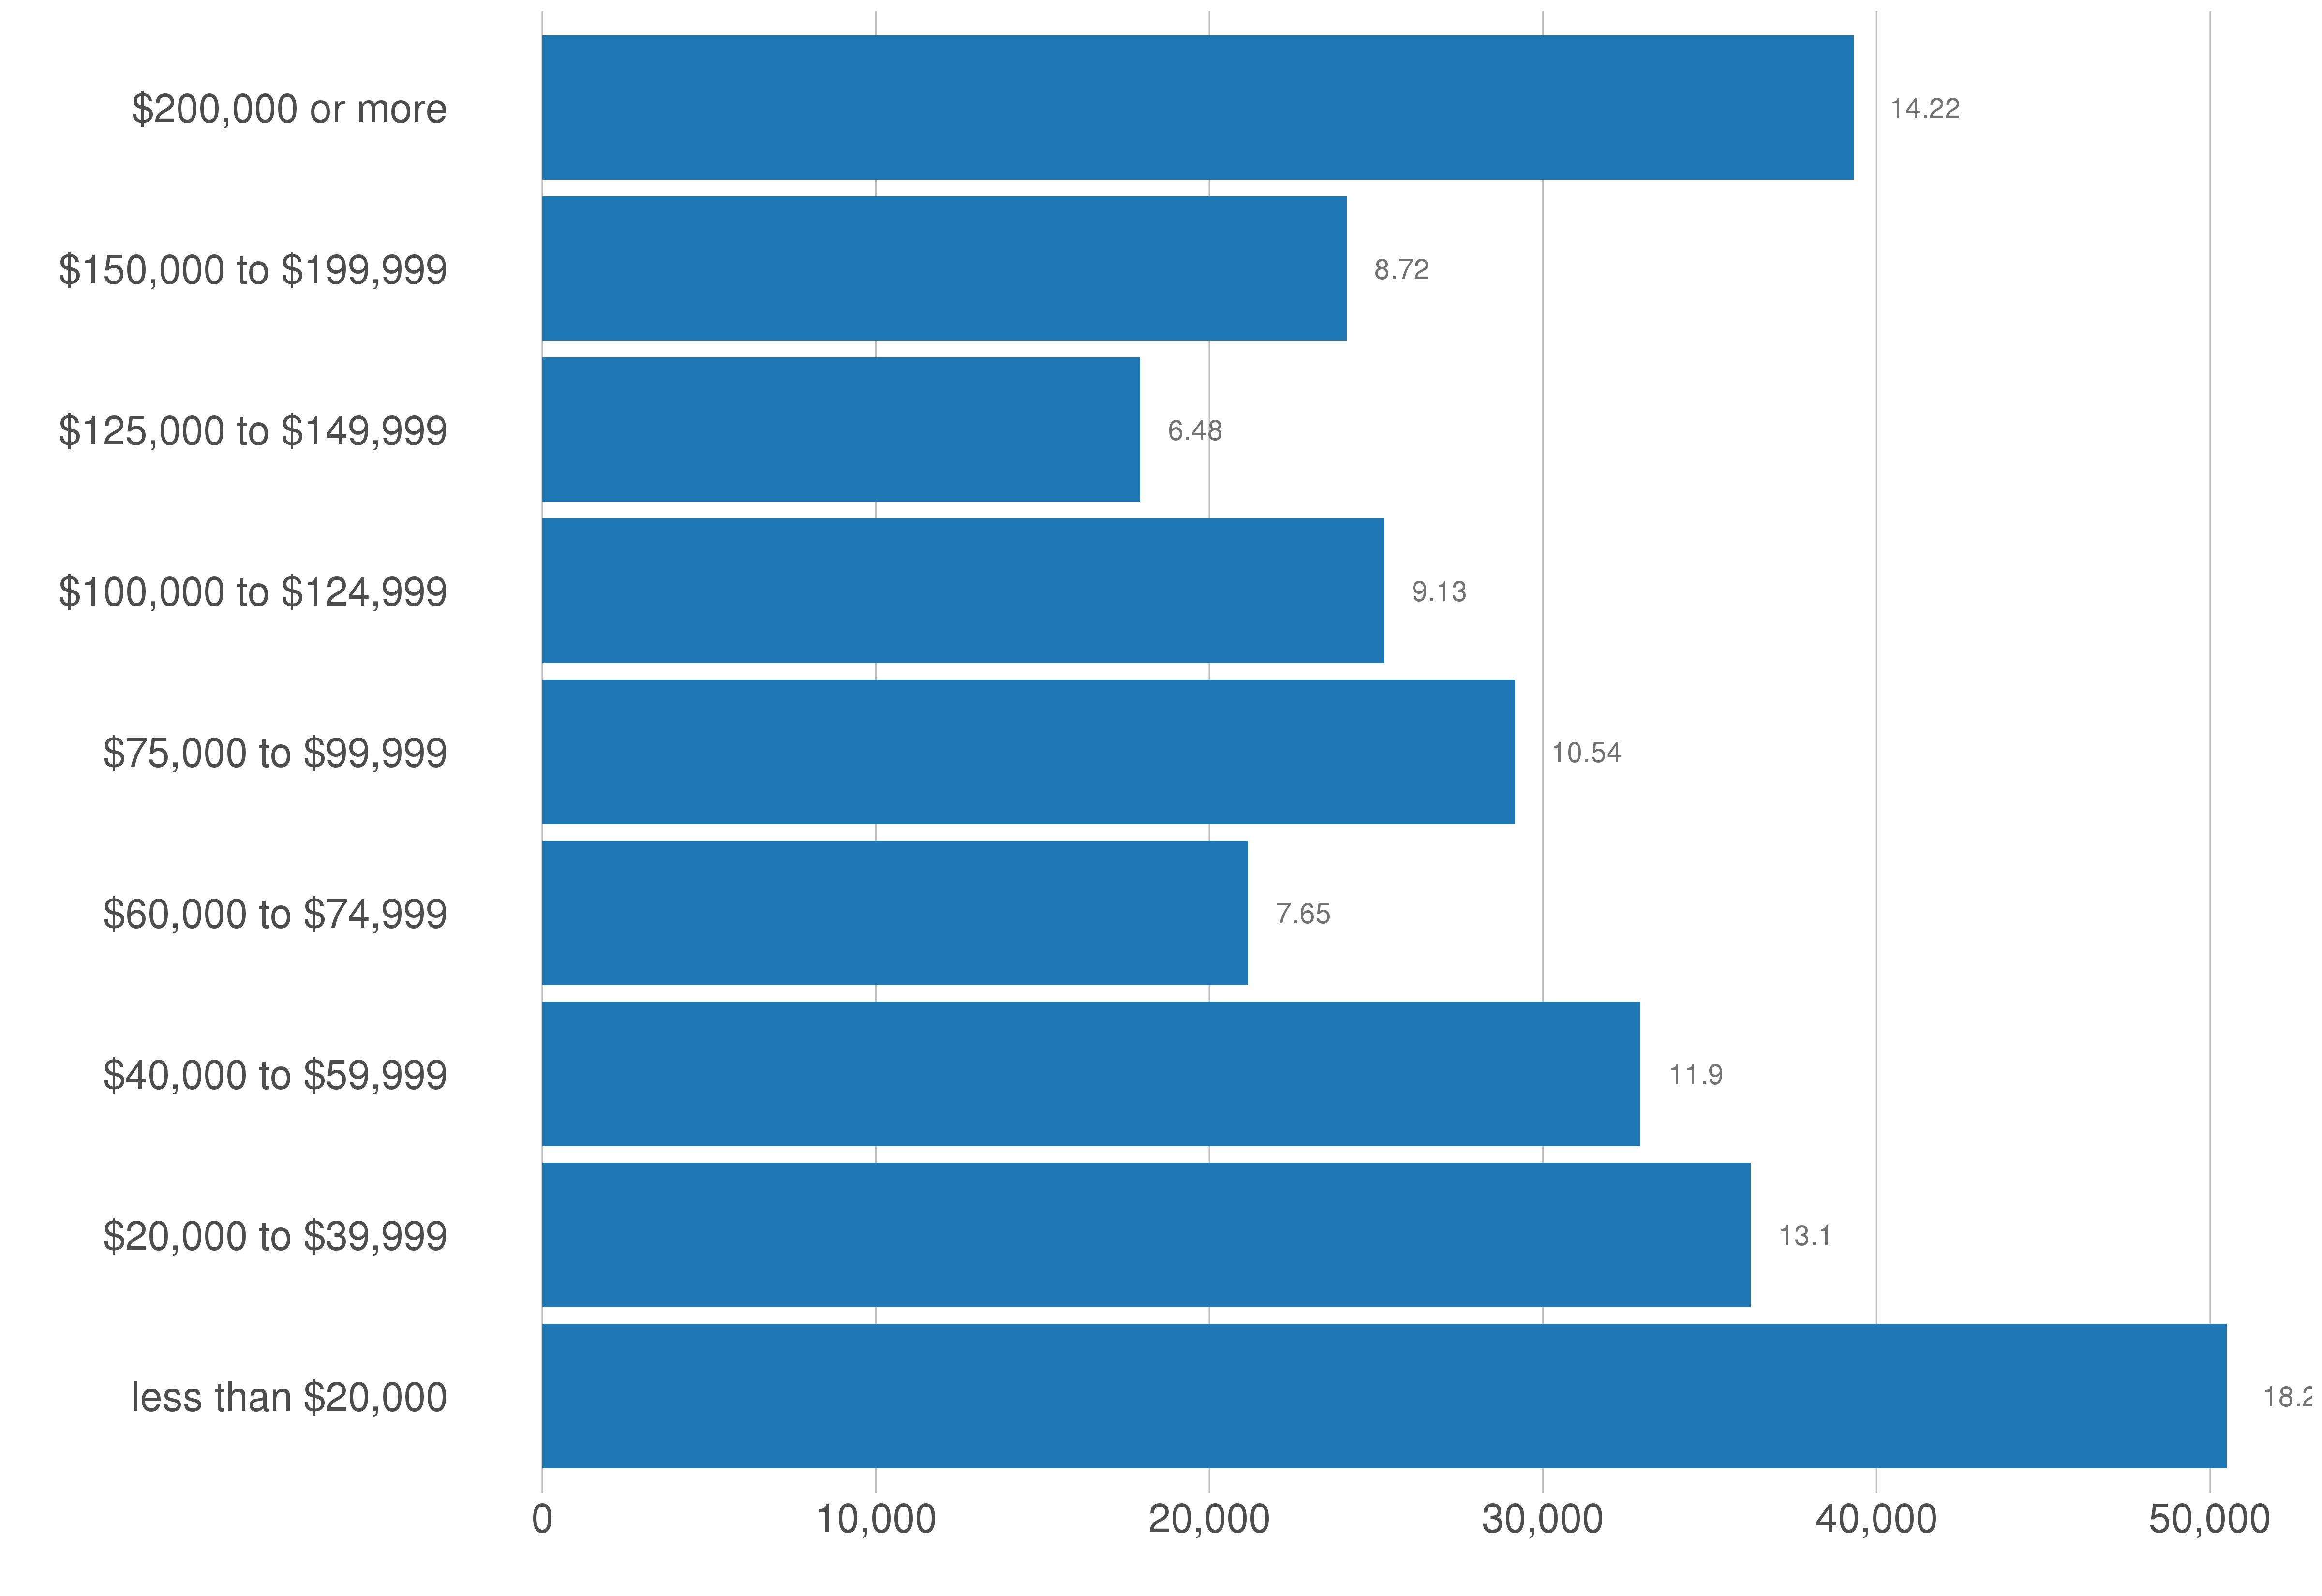 $200,000 or more 14.22
$150,000 to $199,999 8.72
$125,000 to $149,999 6.48
$100,000 to $124,999 9.13
$75,000 to $99,999 10.54
$60,000 to $74,999 7.65
$40,000 to $59,999 11.9
$20,000 to $39,999 13.1
less than $20,000
0 10,000 20,000 30,000 40,000 50,000